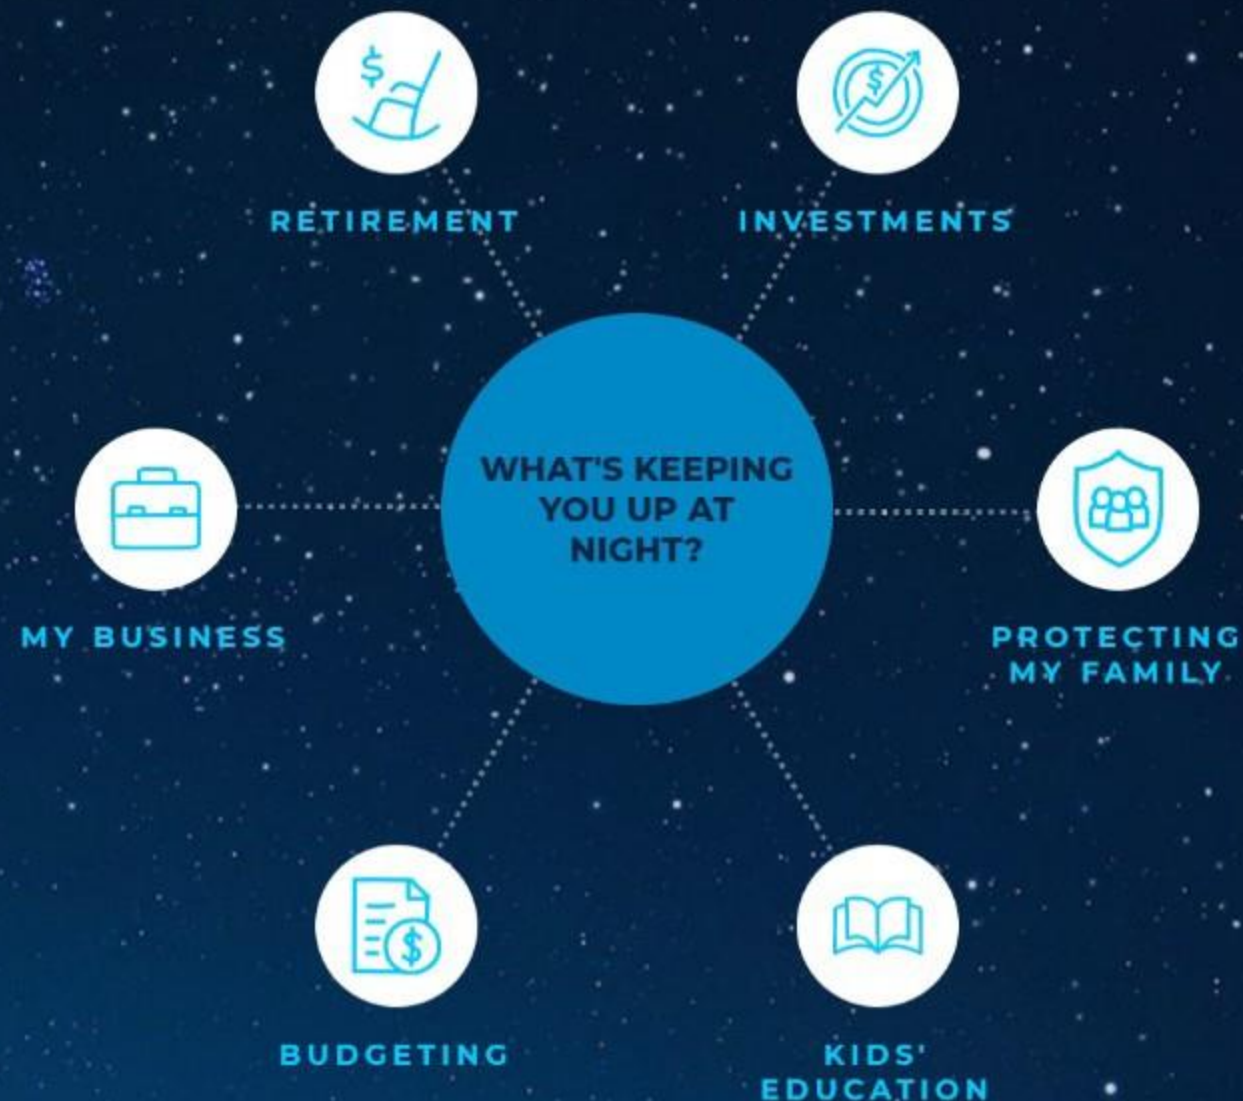 $
$
RETIREMENT
INVESTMENTS
WHAT'S KEEPING
YOU UP AT
NIGHT?
MY BUSINESS
PROTECTING
MY FAMILY
$
BUDGETING
KIDS'
EDUCATION